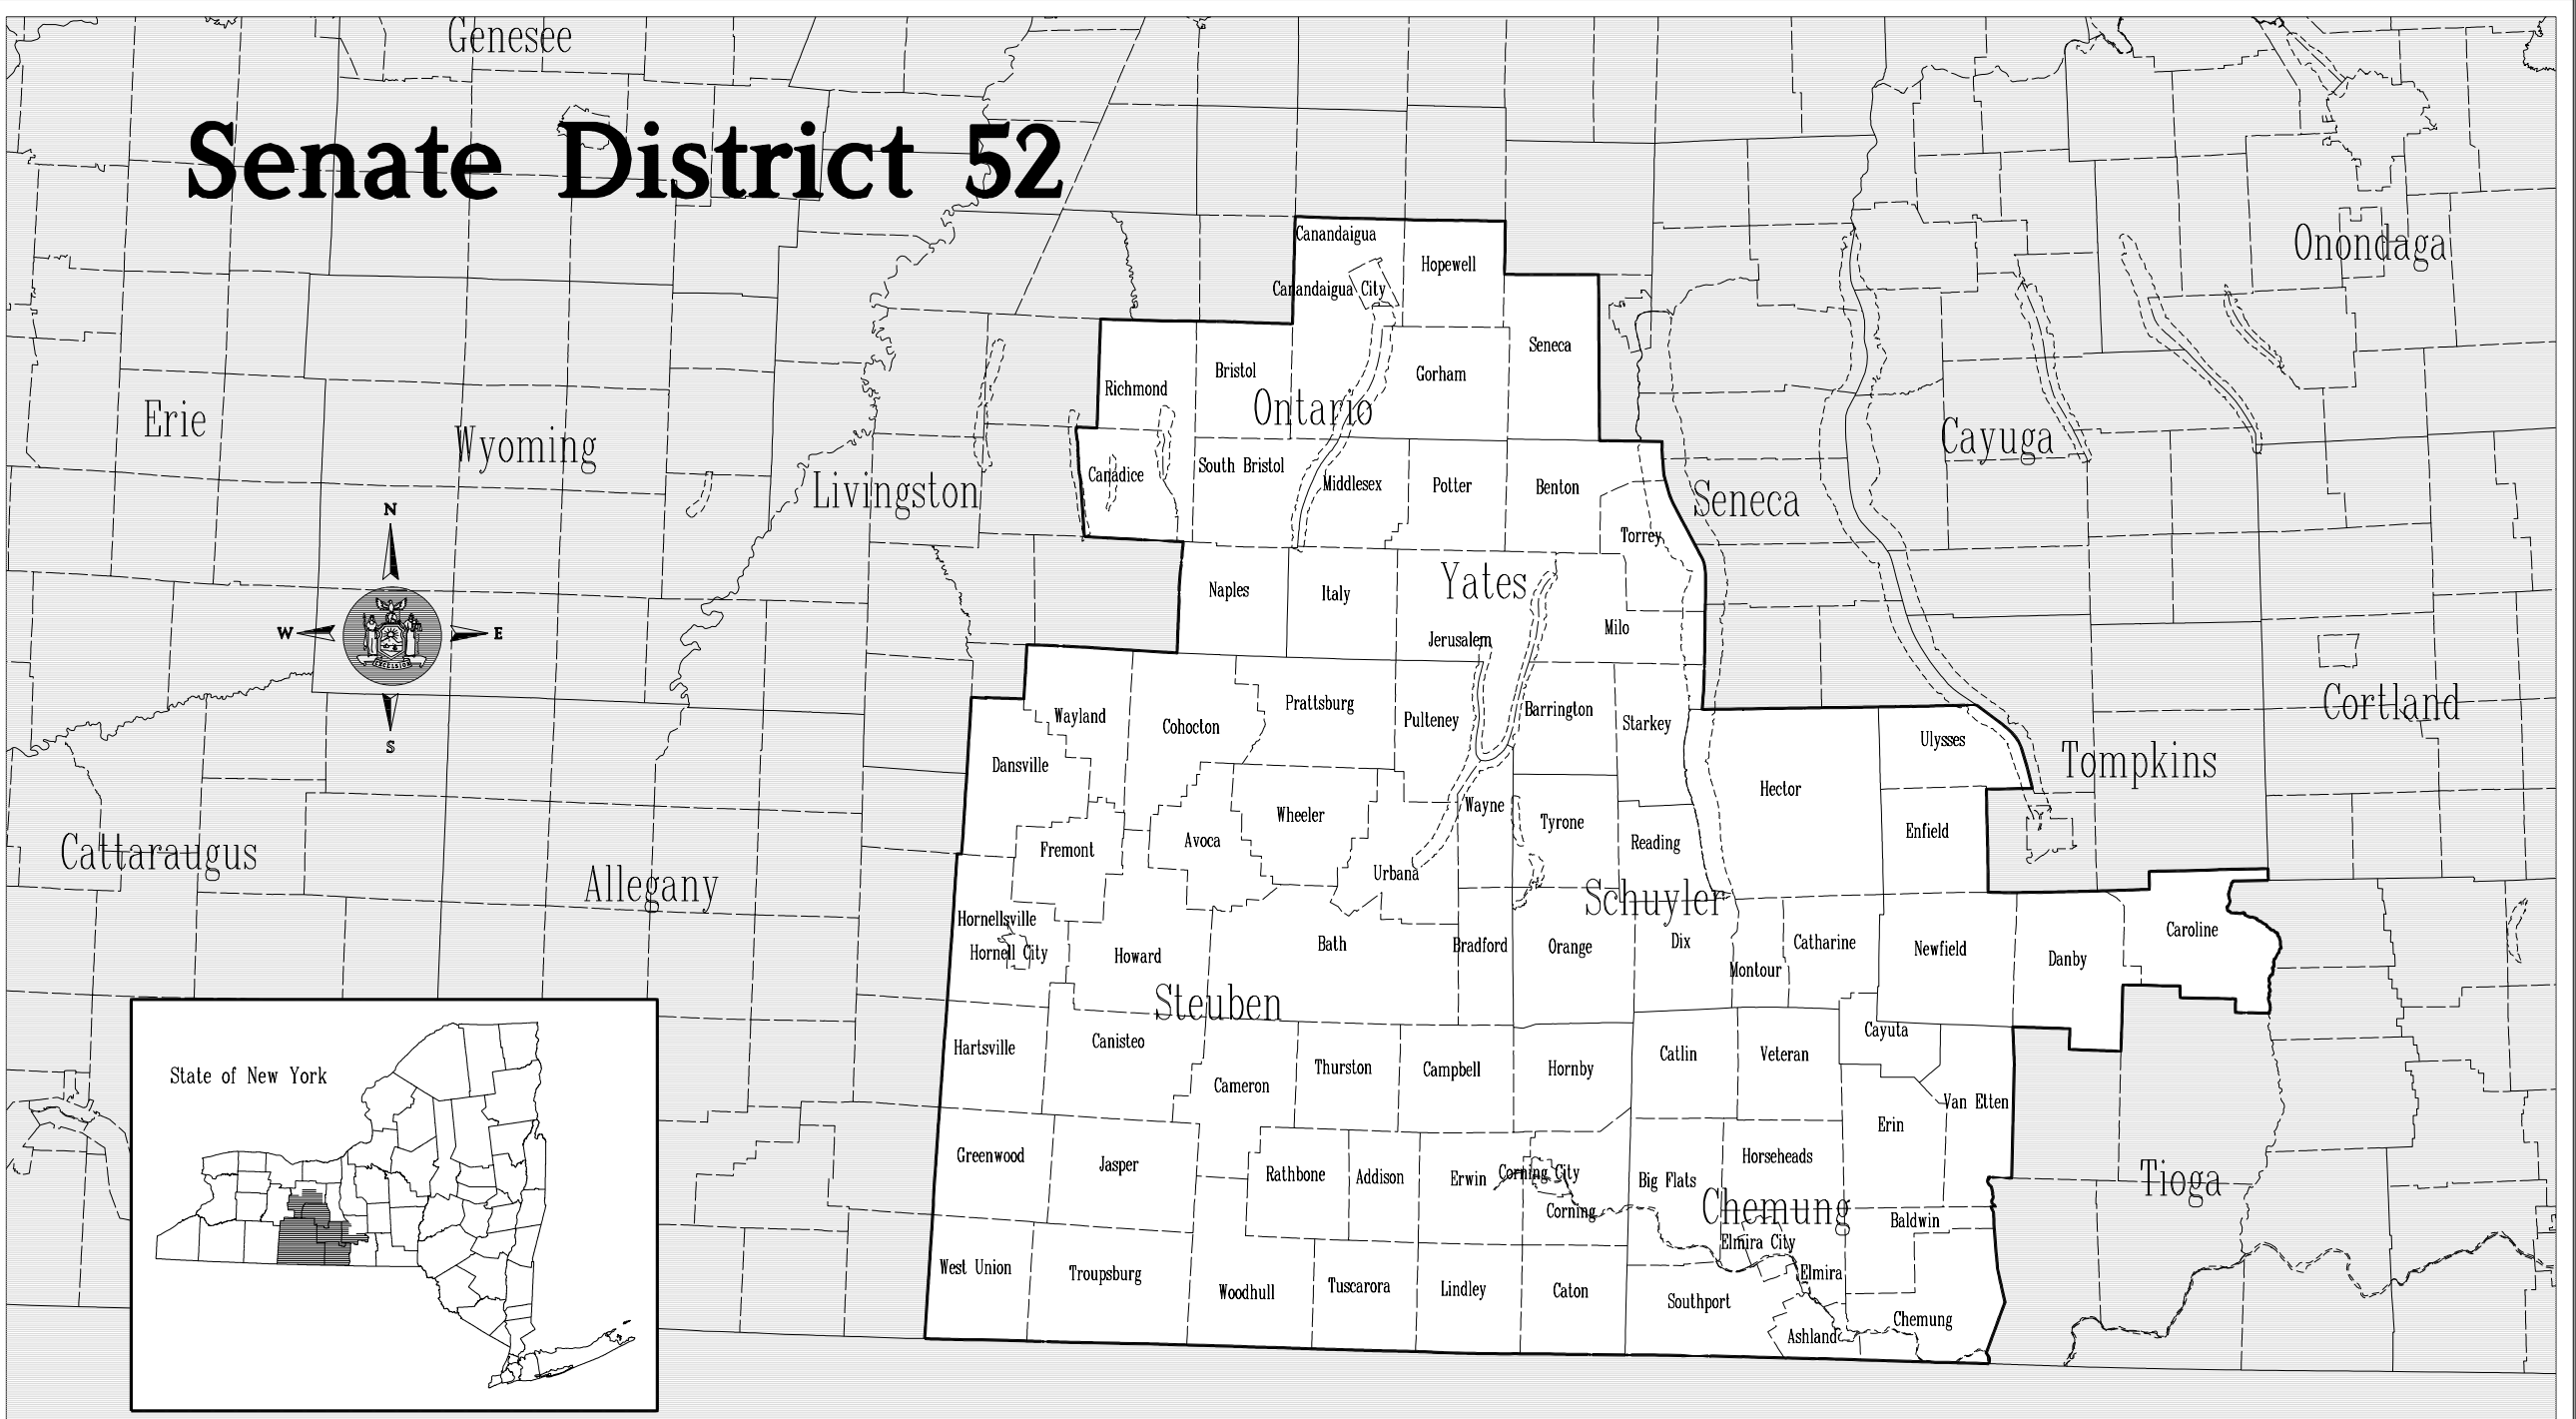 Genesee
Senate District 52
Onondaga
Canandaigua
Hopewell
Canandaigua City
Seneca
Bristol
Gorham
Richmond
Ontario
Erie
Wyoming
Cayuga
South Bristol
Canadice
Middlesex
Potter
Benton
Livingston
Seneca
N
Torrey
Yates
Naples
Italy
W
E
EXCELSIOR
Milo
Jerusalem
S
Wayland
Cohocton
Prattsburg
Pulteney
Barrington
Starkey
Cortland
Ulysses
Tompkins
Dansville
Hector
Wayne
Wheeler
Tyrone
Enfield
Avoca
Reading
Fremont
Cattaraugus
Urbana
Allegany
Schuyler
Hornellsville
Caroline
Hornell City
Howard
Bath
Bradford
Orange
Dix
Catharine
Newfield
Danby
Montour
Steuben
Cayuta
Hartsville
Canisteo
Catlin
Veteran
Thurston
Campbell
Hornby
State of New York
Cameron
Van Etten
Erin
Greenwood
Jasper
Horseheads
Rathbone
Addison
Erwin
Corning City
Big Flats
Tioga
Corning
Chemung
Baldwin
Elmira City
West Union
Troupsburg
Elmira
Woodhull
Tuscarora
Lindley
Caton
Southport
Chemung
Ashland